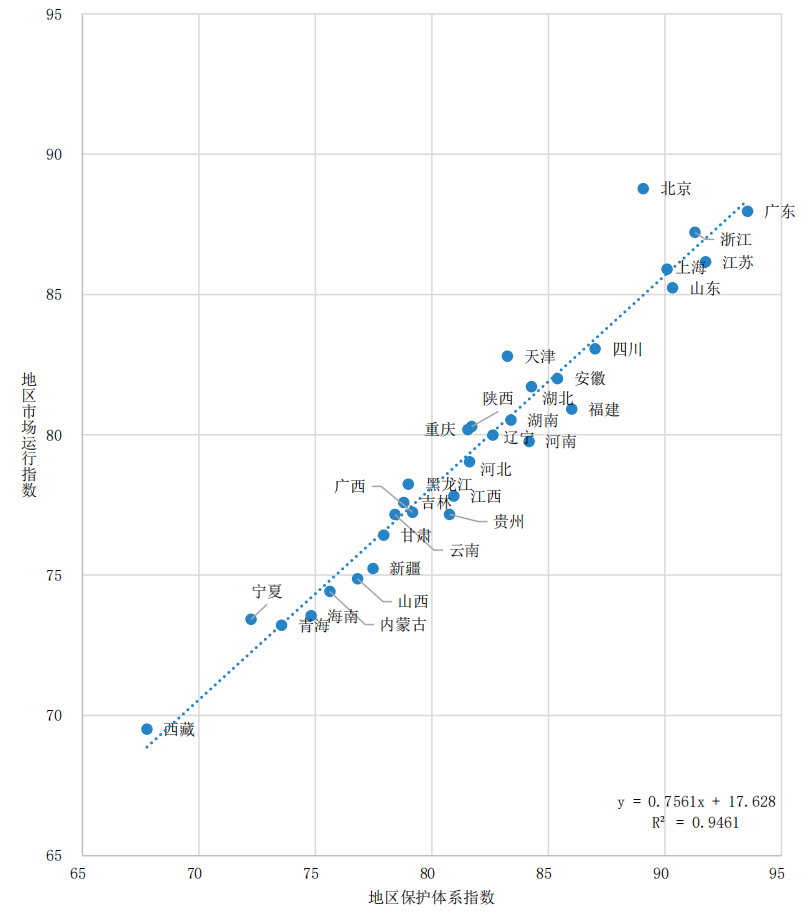 95
90
北京
广东
浙江
上海
江苏
85
山东
天津
四川
安徽
陕西
湖北
福建
地区市场运行指数
80
重庆
湖南
辽宁
河南
河北
广西
黑龙江
江西
吉林
贵州
甘肃
云南
75
新疆
宁夏
山西
海南
青海
内蒙古
70
西藏
y = 0.7561x + 17.628
R² = 0.9461
65
65
70
75
80
85
90
95
地区保护体系指数